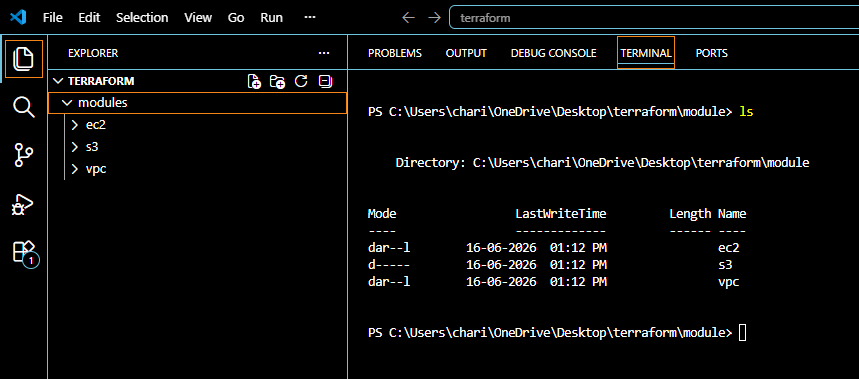 File Edit Selection View Go Run ··· ← → terraform
EXPLORER ···
TERRAFORM
modules
ec2
s3
vpc
1
PROBLEMS OUTPUT DEBUG CONSOLE TERMINAL PORTS
PS C:\Users\chari\OneDrive\Desktop\terraform\module> ls
Directory: C:\Users\chari\OneDrive\Desktop\terraform\module
Mode LastWriteTime Length Name
---- ------------- ------ ----
dar--l 16-06-2026 01:12 PM ec2
d----- 16-06-2026 01:12 PM s3
dar--l 16-06-2026 01:12 PM vpc
PS C:\Users\chari\OneDrive\Desktop\terraform\module>